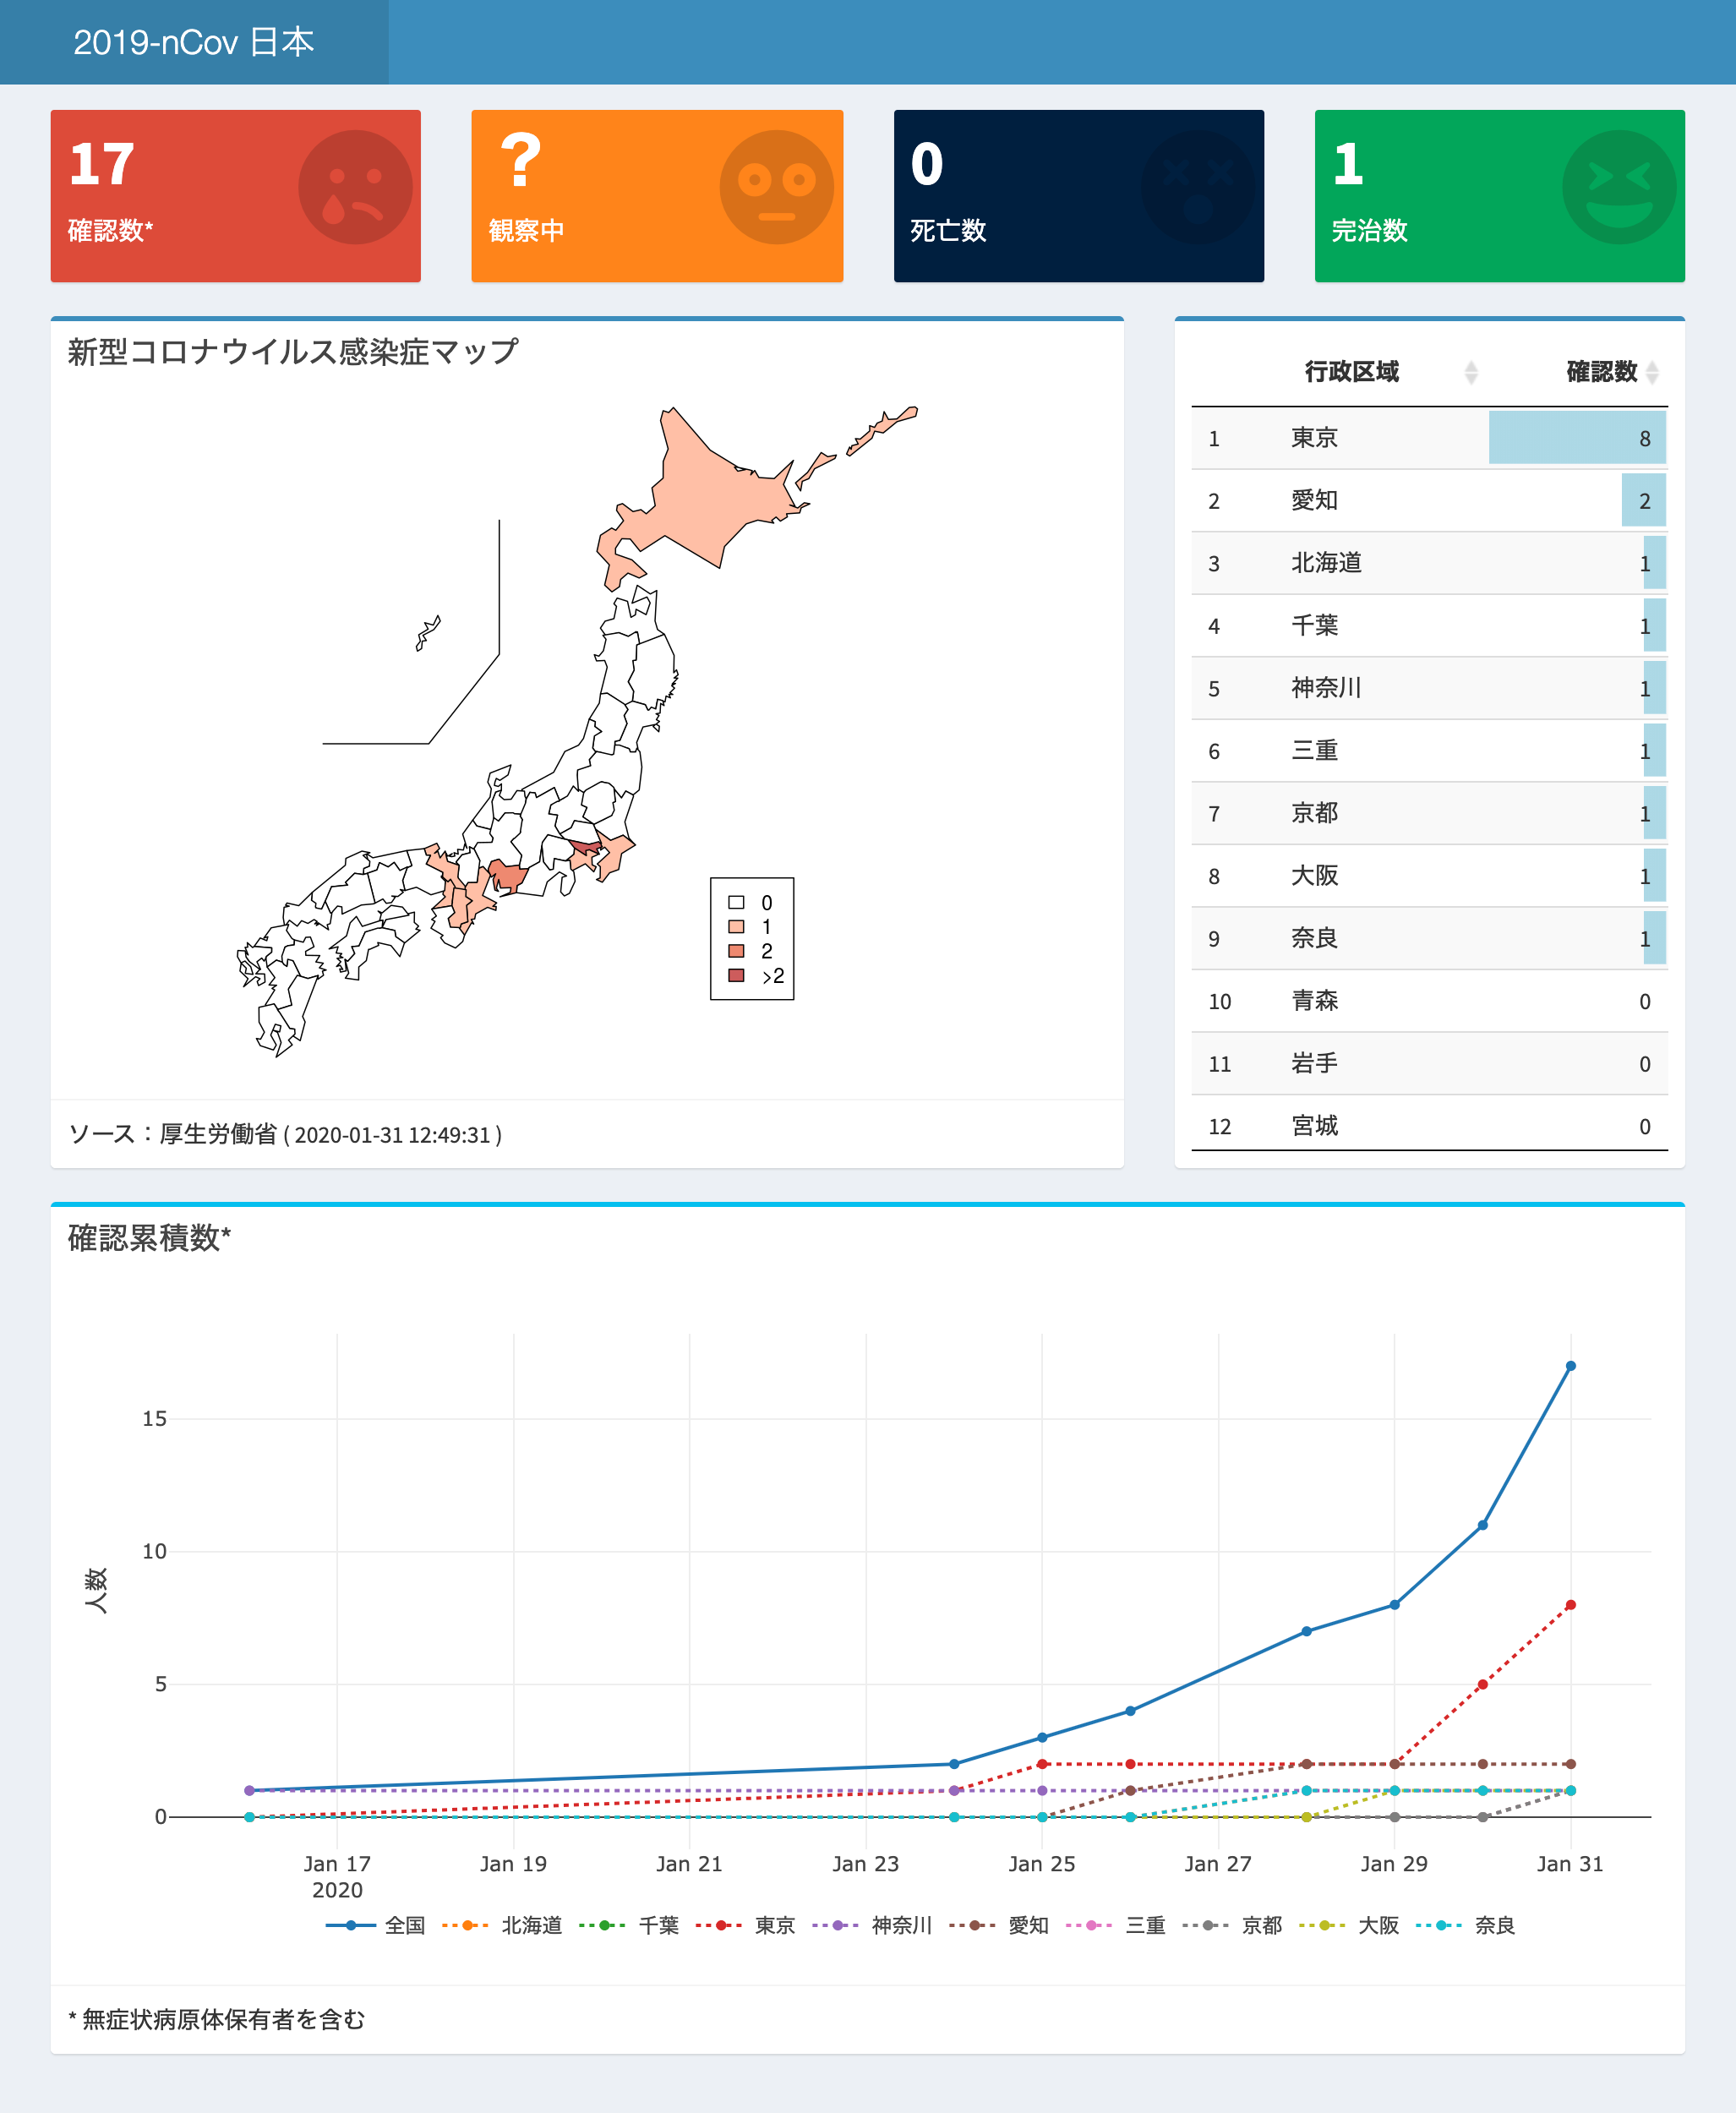 2019-nCov 日本
17
確認数*
?
観察中
0
死亡数
1
完治数
新型コロナウイルス感染症マップ
0
1
2
>2
ソース：厚生労働省 ( 2020-01-31 12:49:31 )
行政区域 確認数
1 東京 8
2 愛知 2
3 北海道 1
4 千葉 1
5 神奈川 1
6 三重 1
7 京都 1
8 大阪 1
9 奈良 1
10 青森 0
11 岩手 0
12 宮城 0
確認累積数*
15
10
5
0
人数
Jan 17 Jan 19 Jan 21 Jan 23 Jan 25 Jan 27 Jan 29 Jan 31
2020
全国 北海道 千葉 東京 神奈川 愛知 三重 京都 大阪 奈良
* 無症状病原体保有者を含む